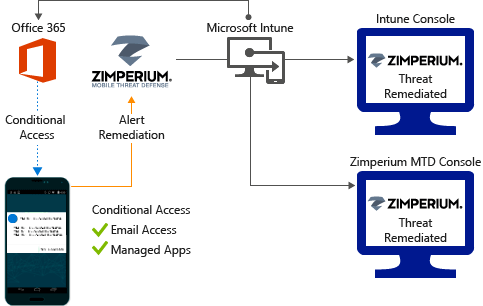 Office 365
Microsoft Intune
Intune Console
ZIMPERIUM.
MOBILE THREAT DEFENSE
ZIMPERIUM.
Threat
Remediated
Conditional
Access
Alert
Remediation
Zimperium MTD Console
ZIMPERIUM.
Threat
Remediated
Conditional Access
Email Access
Managed Apps